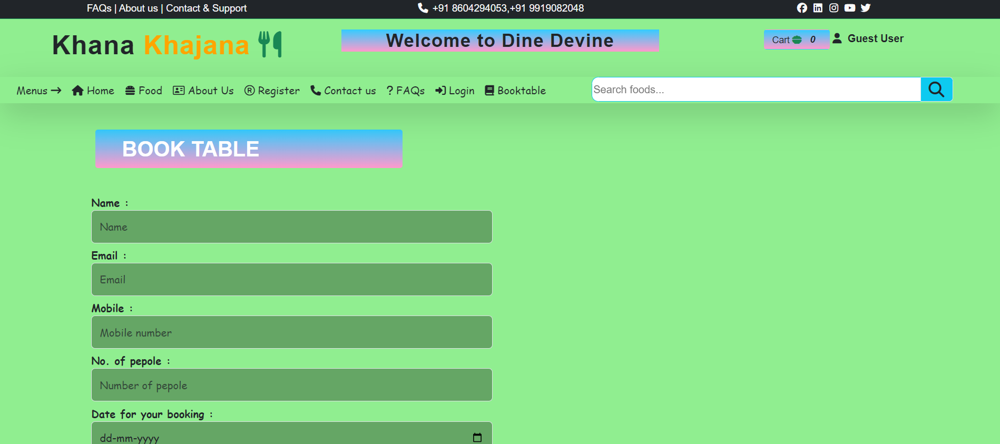 FAQs | About us | Contact & Support
+91 8604294053,+91 9919082048
Khana Khajana
Welcome to Dine Devine
Cart 0
Guest User
Menus → Home Food About Us ® Register Contact us ? FAQs Login Booktable
Search foods...
BOOK TABLE
Name :
Name
Email :
Email
Mobile :
Mobile number
No. of pepole :
Number of pepole
Date for your booking :
dd-mm-yyyy